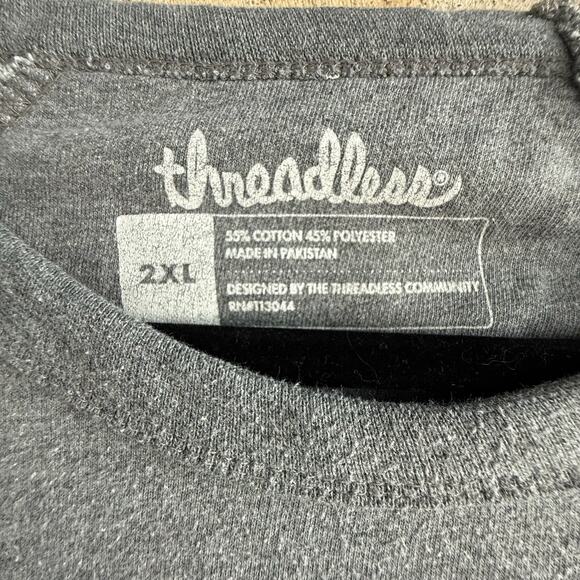 threadless®
2XL
55% COTTON 45% POLYESTER
MADE IN PAKISTAN
DESIGNED BY THE THREADLESS COMMUNITY
RN#113044